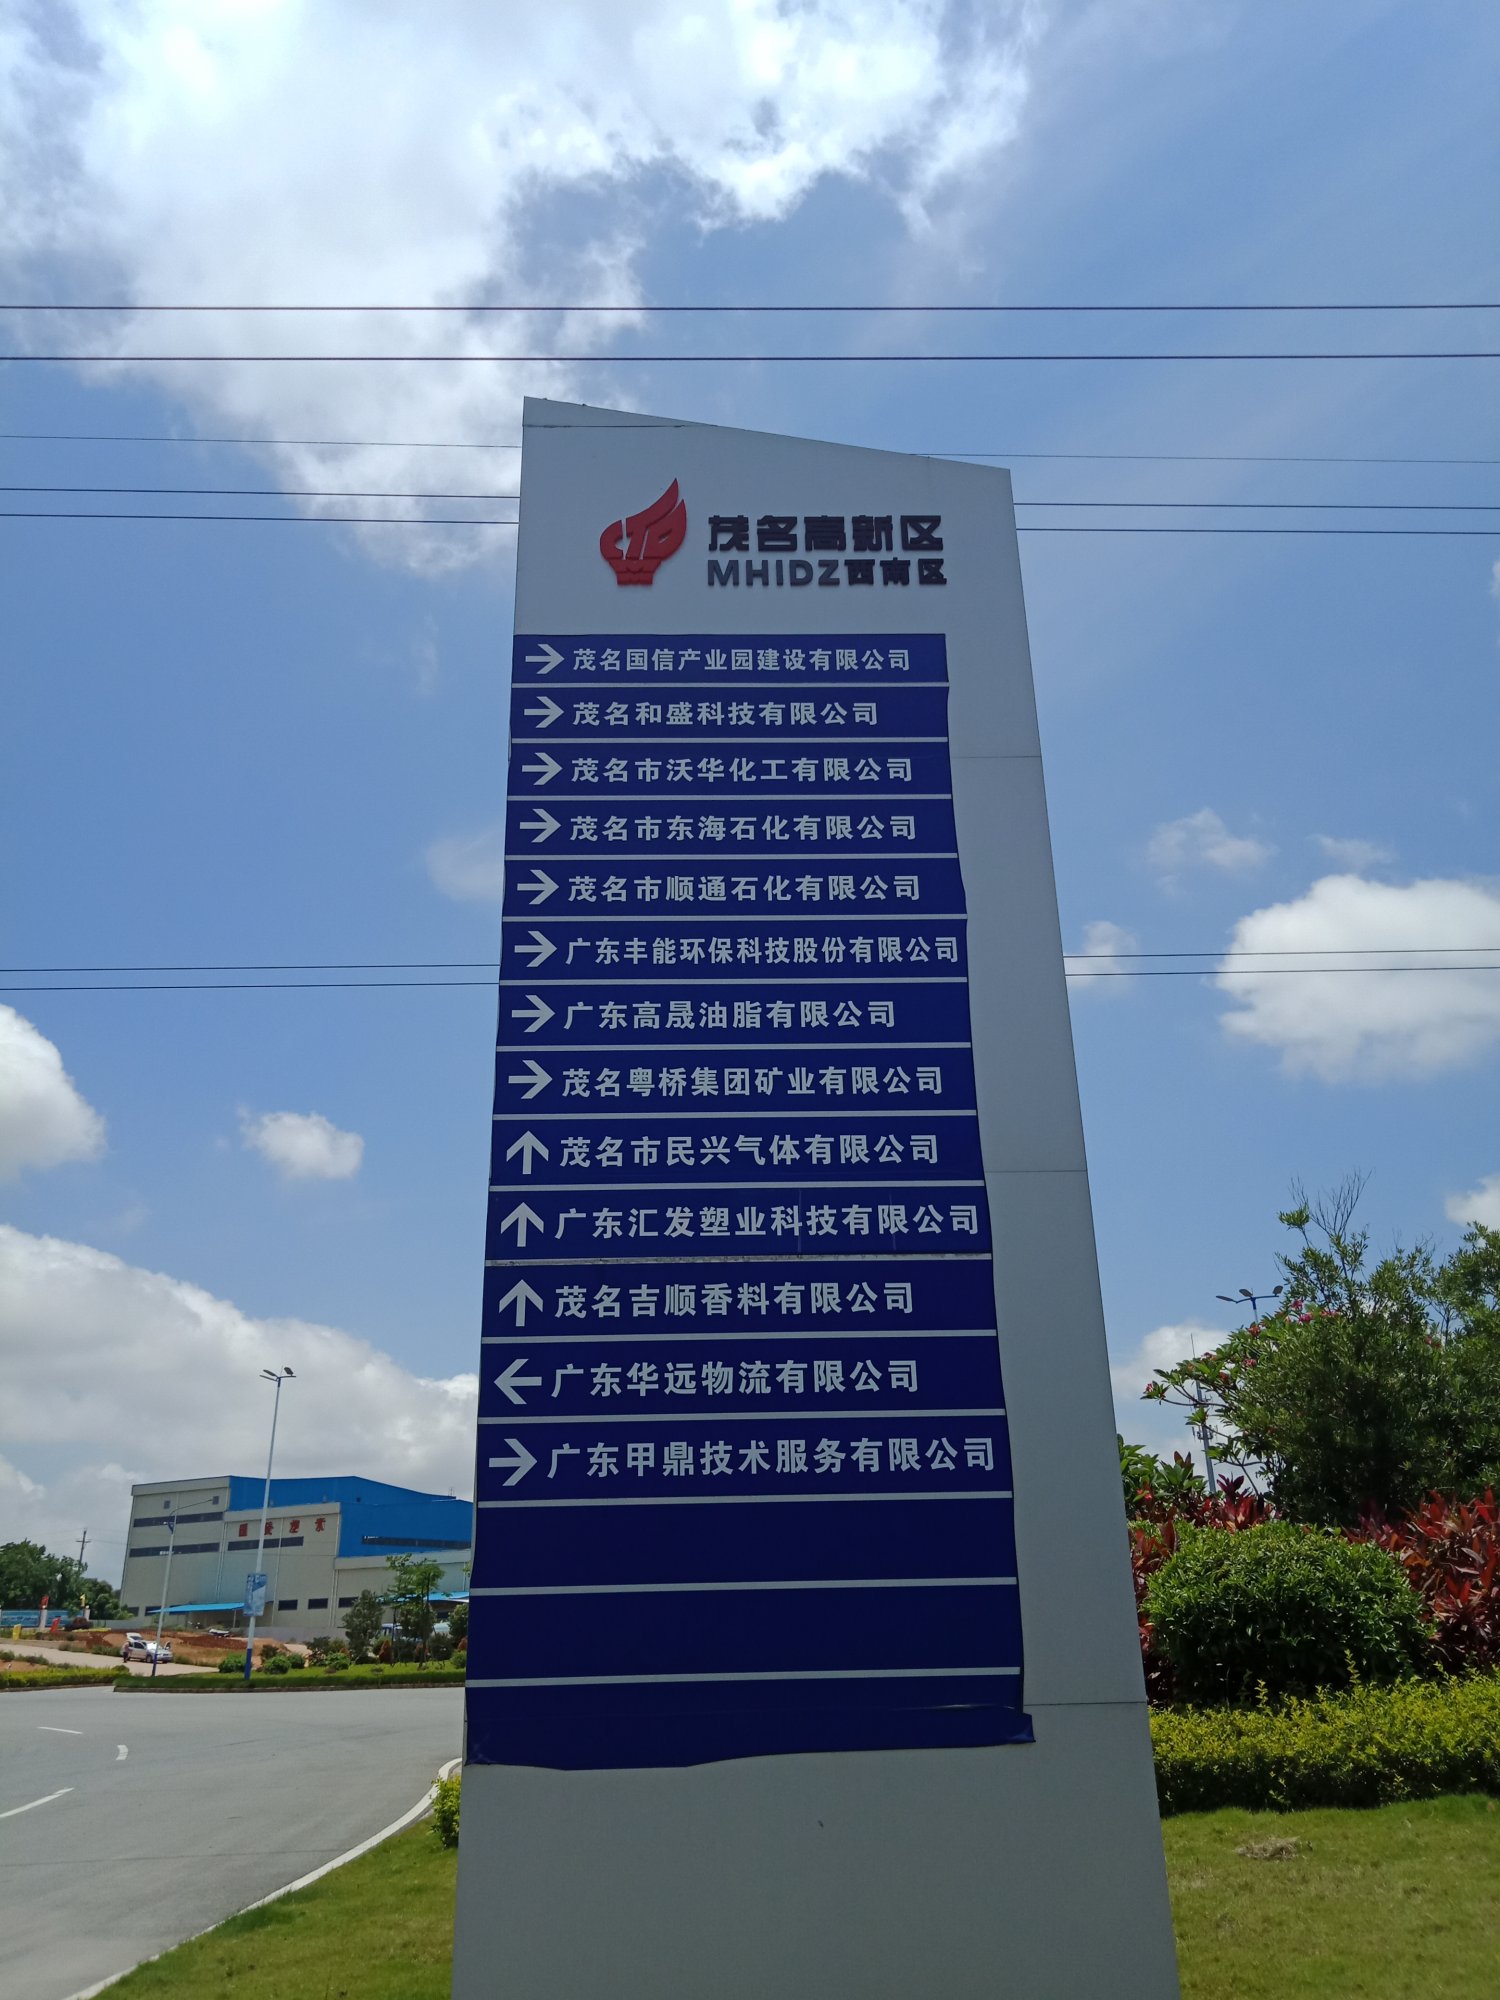 茂名高新区
MHIDZ西南区
→ 茂名国信产业园建设有限公司
→ 茂名和盛科技有限公司
→ 茂名市沃华化工有限公司
→ 茂名市东海石化有限公司
→ 茂名市顺通石化有限公司
→ 广东丰能环保科技股份有限公司
→ 广东高晟油脂有限公司
→ 茂名粤桥集团矿业有限公司
↑ 茂名市民兴气体有限公司
↑ 广东汇发塑业科技有限公司
↑ 茂名吉顺香料有限公司
← 广东华远物流有限公司
→ 广东甲鼎技术服务有限公司